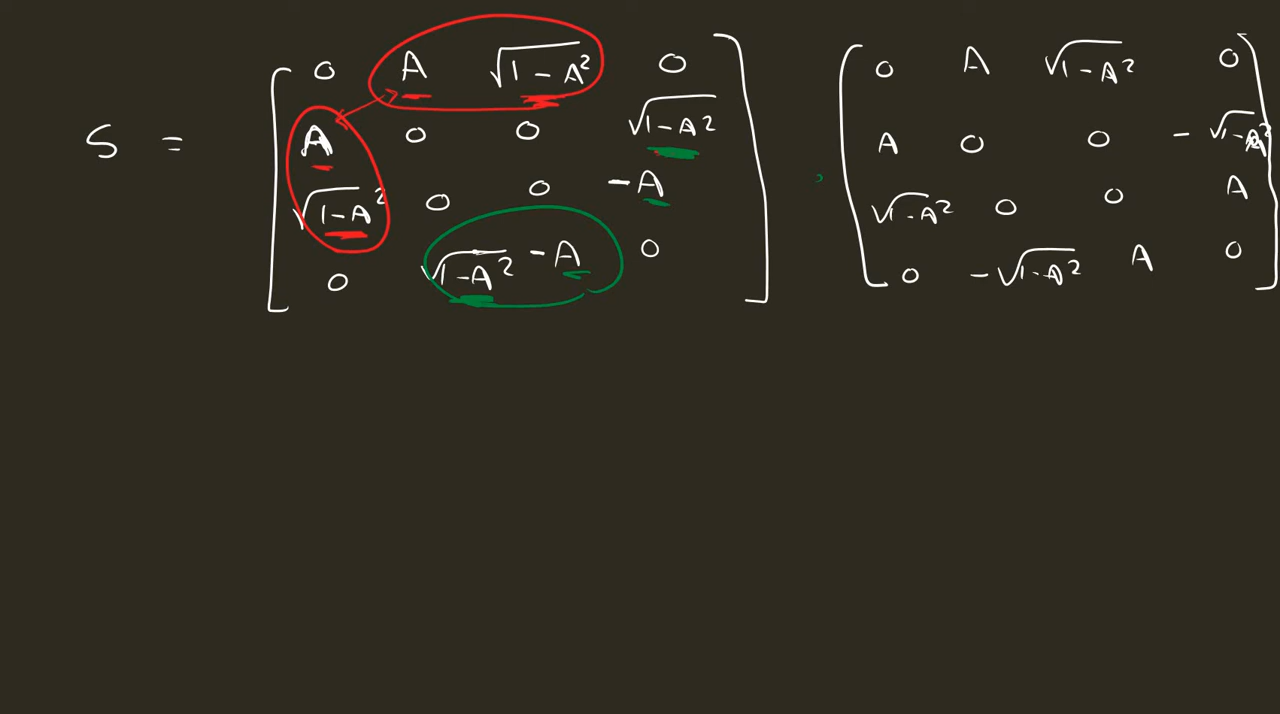 0 A √1-A² 0 0 A √1-A² 0
S = A 0 0 √1-A² A 0 0 -√1-A²
√1-A² 0 0 -A √1-A² 0 0 A
0 √1-A² -A 0 0 -√1-A² A 0